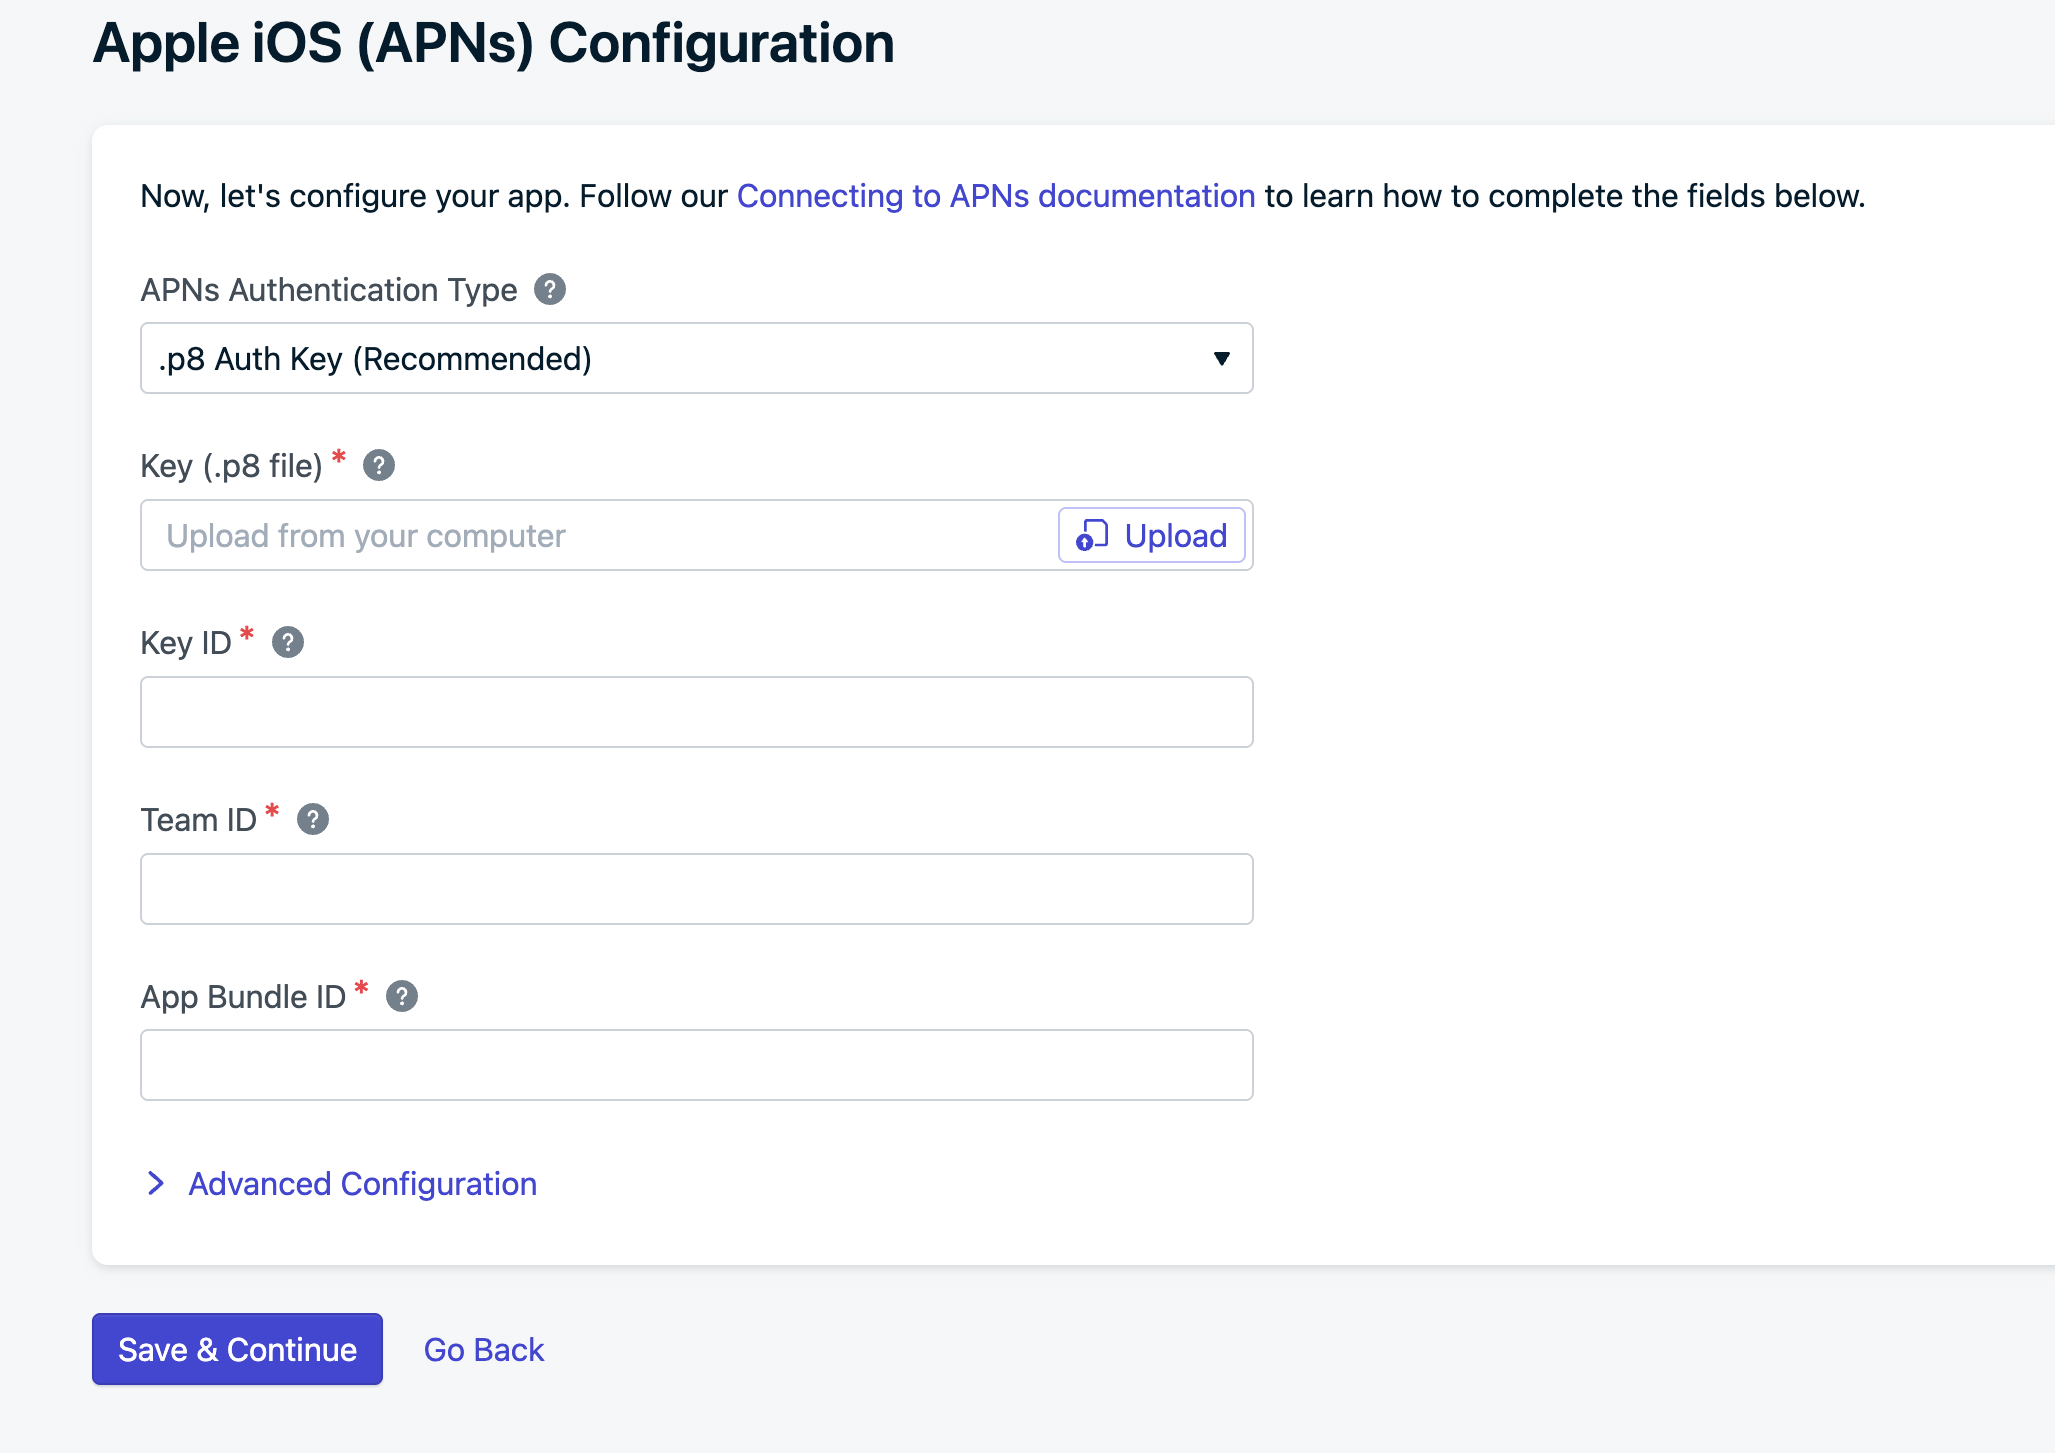 Apple iOS (APNs) Configuration
Now, let's configure your app. Follow our Connecting to APNs documentation to learn how to complete the fields below.
APNs Authentication Type ?
.p8 Auth Key (Recommended)
Key (.p8 file) * ?
Upload from your computer Upload
Key ID * ?
Team ID * ?
App Bundle ID * ?
Advanced Configuration
Save & Continue Go Back